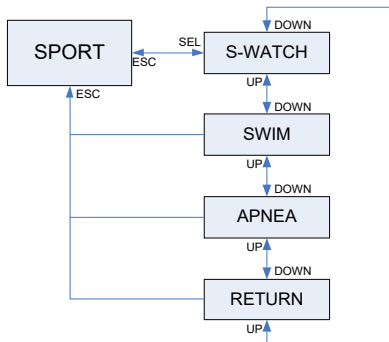 DOWN
SPORT
SEL
ESC
S-WATCH
UP
DOWN
ESC
SWIM
UP
DOWN
APNEA
UP
DOWN
RETURN
UP